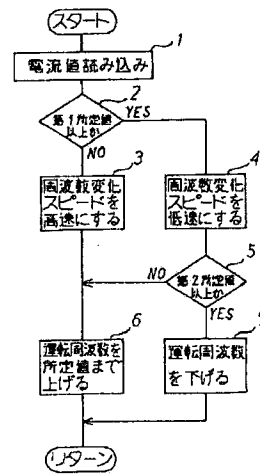 スタート
1
電流値読み込み
2
第1所定値
以上か
YES
NO
3
周波数変化
スピードを
高速にする
4
周波数変化
スピードを
低速にする
5
第2所定値
以上か
NO
YES
6
運転周波数を
所定値まで
上げる
運転周波数
を下げる
リターン